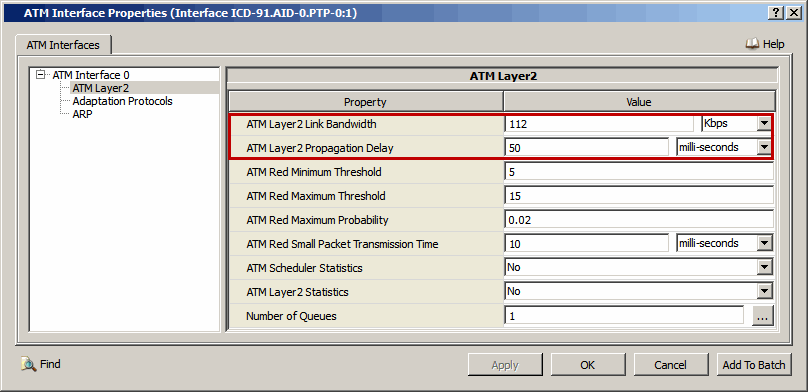 ATM Interface Properties (Interface ICD-91.AID-0.PTP-0:1)
ATM Interfaces
Help
ATM Interface 0
ATM Layer2
Adaptation Protocols
ARP
ATM Layer2
Property Value
ATM Layer2 Link Bandwidth 112 Kbps
ATM Layer2 Propagation Delay 50 milli-seconds
ATM Red Minimum Threshold 5
ATM Red Maximum Threshold 15
ATM Red Maximum Probability 0.02
ATM Red Small Packet Transmission Time 10 milli-seconds
ATM Scheduler Statistics No
ATM Layer2 Statistics No
Number of Queues 1 ...
Find Apply OK Cancel Add To Batch